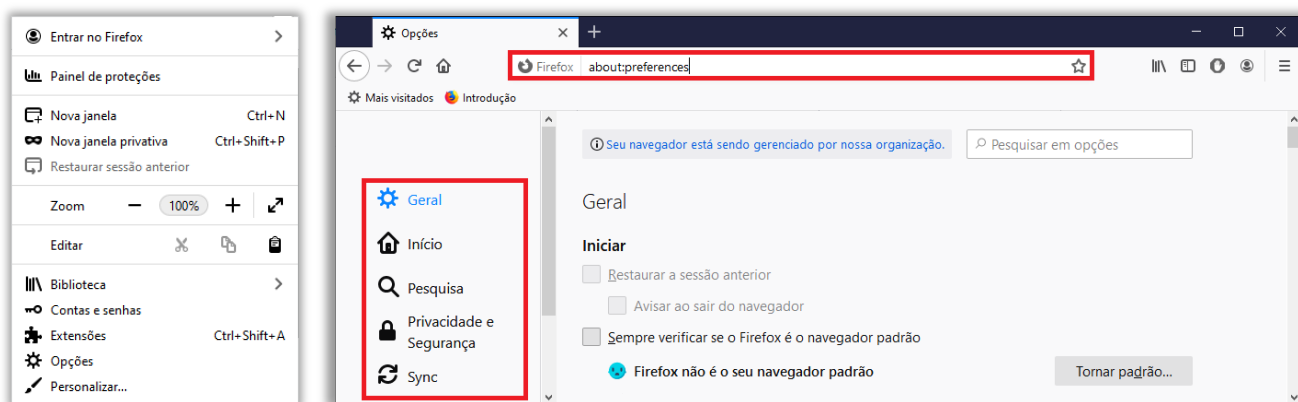 Entrar no Firefox
Painel de proteções
Nova janela Ctrl+N
Nova janela privativa Ctrl+Shift+P
Restaurar sessão anterior
Zoom 100%
Editar
Biblioteca
Contas e senhas
Extensões Ctrl+Shift+A
Opções
Personalizar...
Opções
Firefox about:preferences
Mais visitados Introdução
Seu navegador está sendo gerenciado por nossa organização. Pesquisar em opções
Geral
Início
Pesquisa
Privacidade e
Segurança
Sync
Geral
Iniciar
Restaurar a sessão anterior
Avisar ao sair do navegador
Sempre verificar se o Firefox é o navegador padrão
Firefox não é o seu navegador padrão Tornar padrão...